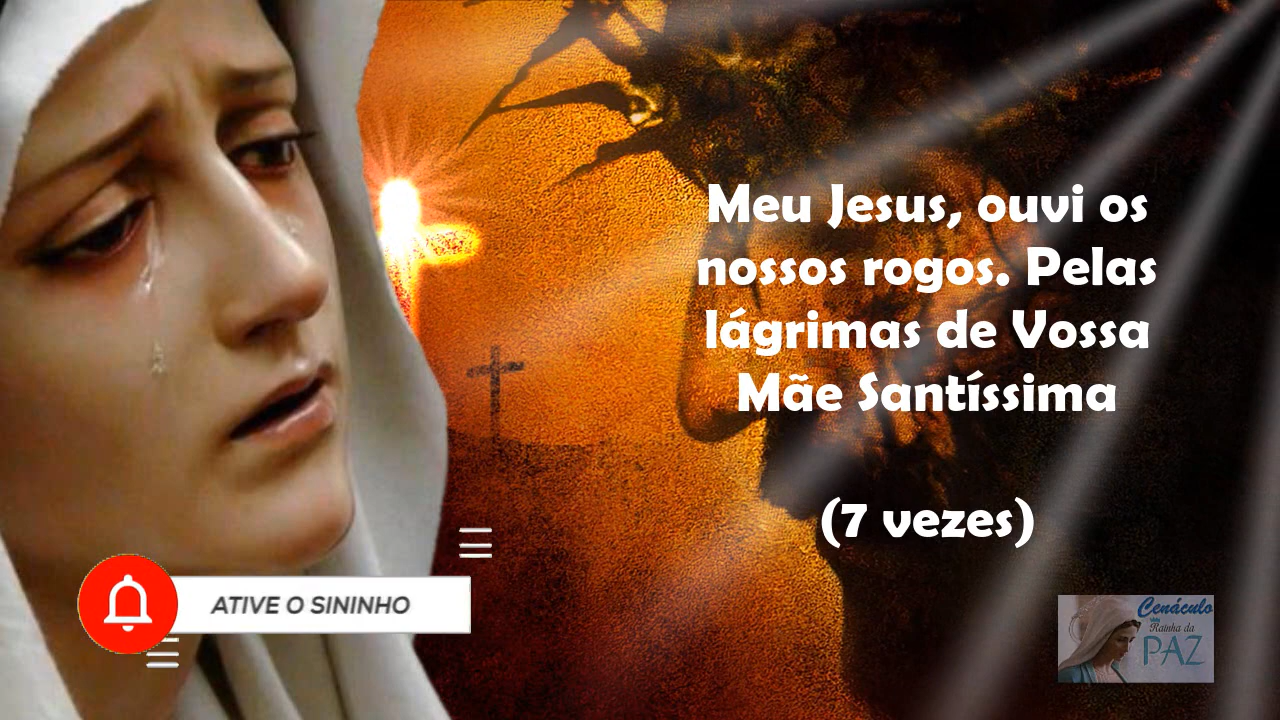 Meu Jesus, ouvi os
nossos rogos. Pelas
lágrimas de Vossa
Mãe Santíssima
(7 vezes)
ATIVE O SININHO
Cenáculo
Rainha da
PAZ